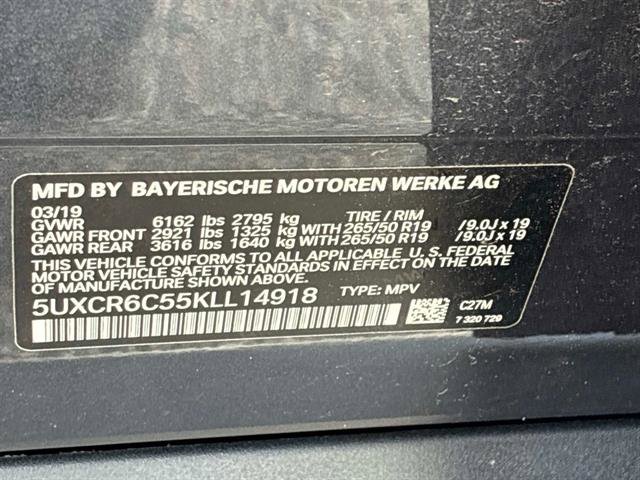 MFD BY BAYERISCHE MOTOREN WERKE AG
03/19
GVWR 6162 lbs 2795 kg TIRE / RIM
GAWR FRONT 2921 lbs 1325 kg WITH 265/50 R19 /9.0J x 19
GAWR REAR 3616 lbs 1640 kg WITH 265/50 R19 /9.0J x 19
THIS VEHICLE CONFORMS TO ALL APPLICABLE U. S. FEDERAL
MOTOR VEHICLE SAFETY STANDARDS IN EFFECT ON THE DATE
OF MANUFACTURE SHOWN ABOVE.
5UXCR6C55KLL14918 TYPE: MPV
C27M
7 320 729